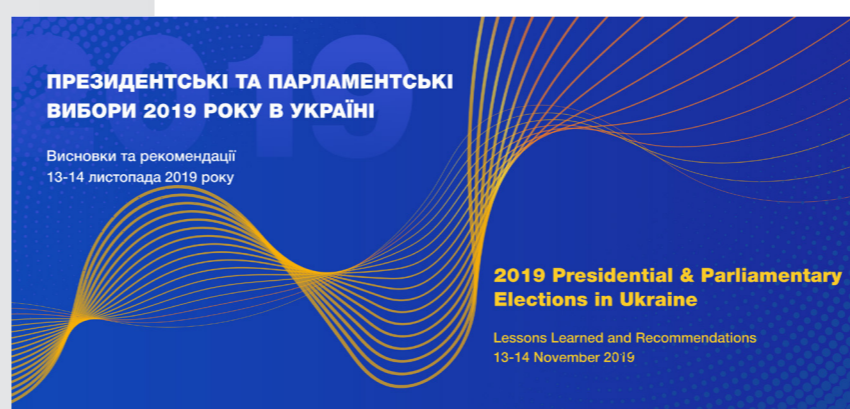 2019
ПРЕЗИДЕНТСЬКІ ТА ПАРЛАМЕНТСЬКІ
ВИБОРИ 2019 РОКУ В УКРАЇНІ
Висновки та рекомендації
13-14 листопада 2019 року
2019 Presidential & Parliamentary
Elections in Ukraine
Lessons Learned and Recommendations
13-14 November 2019